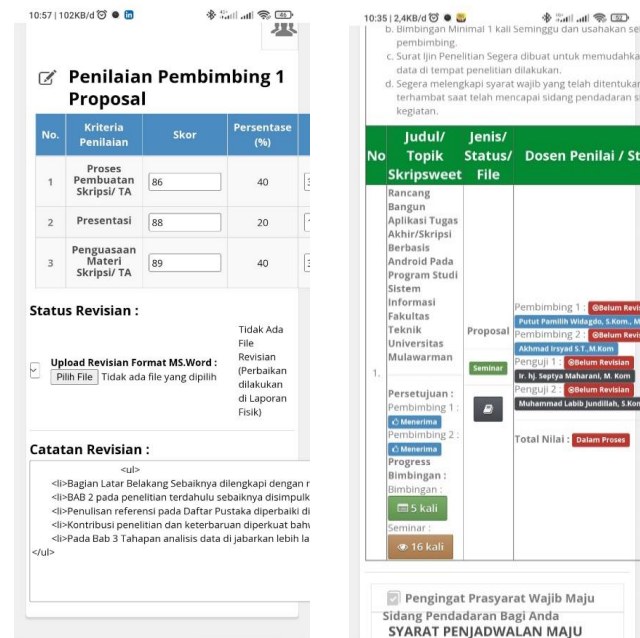 10:57 | 102KB/d
46
Penilaian Pembimbing 1
Proposal
No.
Kriteria
Penilaian
Skor
Persentase
(%)
1
Proses
Pembuatan
Skripsi/ TA
86
40
2
Presentasi
88
20
3
Penguasaan
Materi
Skripsi/ TA
89
40
Status Revisian :
Upload Revisian Format MS.Word :
Pilih File Tidak ada file yang dipilih
Tidak Ada
File
Revisian
(Perbaikan
dilakukan
di Laporan
Fisik)
Catatan Revisian :
<ul>
<li>Bagian Latar Belakang Sebaiknya dilengkapi dengan
<li>BAB 2 pada penelitian terdahulu sebaiknya disimpulk
<li>Penulisan referensi pada Daftar Pustaka diperbaiki di
<li>Kontribusi penelitian dan keterbaruan diperkuat bahw
<li>Pada Bab 3 Tahapan analisis data di jabarkan lebih la
</ul>
10:35 | 2,4KB/d
b. Bimbingan Minimal 1 kali Seminggu dan usahakan se
pembimbing.
c. Surat Ijin Penelitian Segera dibuat untuk memudahka
data di tempat penelitian dilakukan.
d. Segera melengkapi syarat wajib yang telah ditentukan
terhambat saat telah mencapai sidang pendadaran s
kegiatan.
No
Judul/
Topik
Skripsweet
Jenis/
Status/
File
Dosen Penilai / St
1.
Rancang
Bangun
Aplikasi Tugas
Akhir/Skripsi
Berbasis
Android Pada
Program Studi
Sistem
Informasi
Fakultas
Teknik
Universitas
Mulawarman
Persetujuan :
Pembimbing 1 :
Menerima
Pembimbing 2 :
Menerima
Progress
Bimbingan :
Bimbingan :
5 kali
Seminar :
16 kali
Proposal
Seminar
Pembimbing 1 : Belum Revis
Putut Pamilih Widagdo, S.Kom., M
Pembimbing 2 : Belum Revis
Akhmad Irsyad S.T.,M.Kom
Penguji 1 : Belum Revisian
Ir. hj. Septya Maharani, M. Kom
Penguji 2 : Belum Revisian
Muhammad Labib Jundillah, S.Kom
Total Nilai : Dalam Proses
Pengingat Prasyarat Wajib Maju
Sidang Pendadaran Bagi Anda
SYARAT PENJADWALAN MAJU